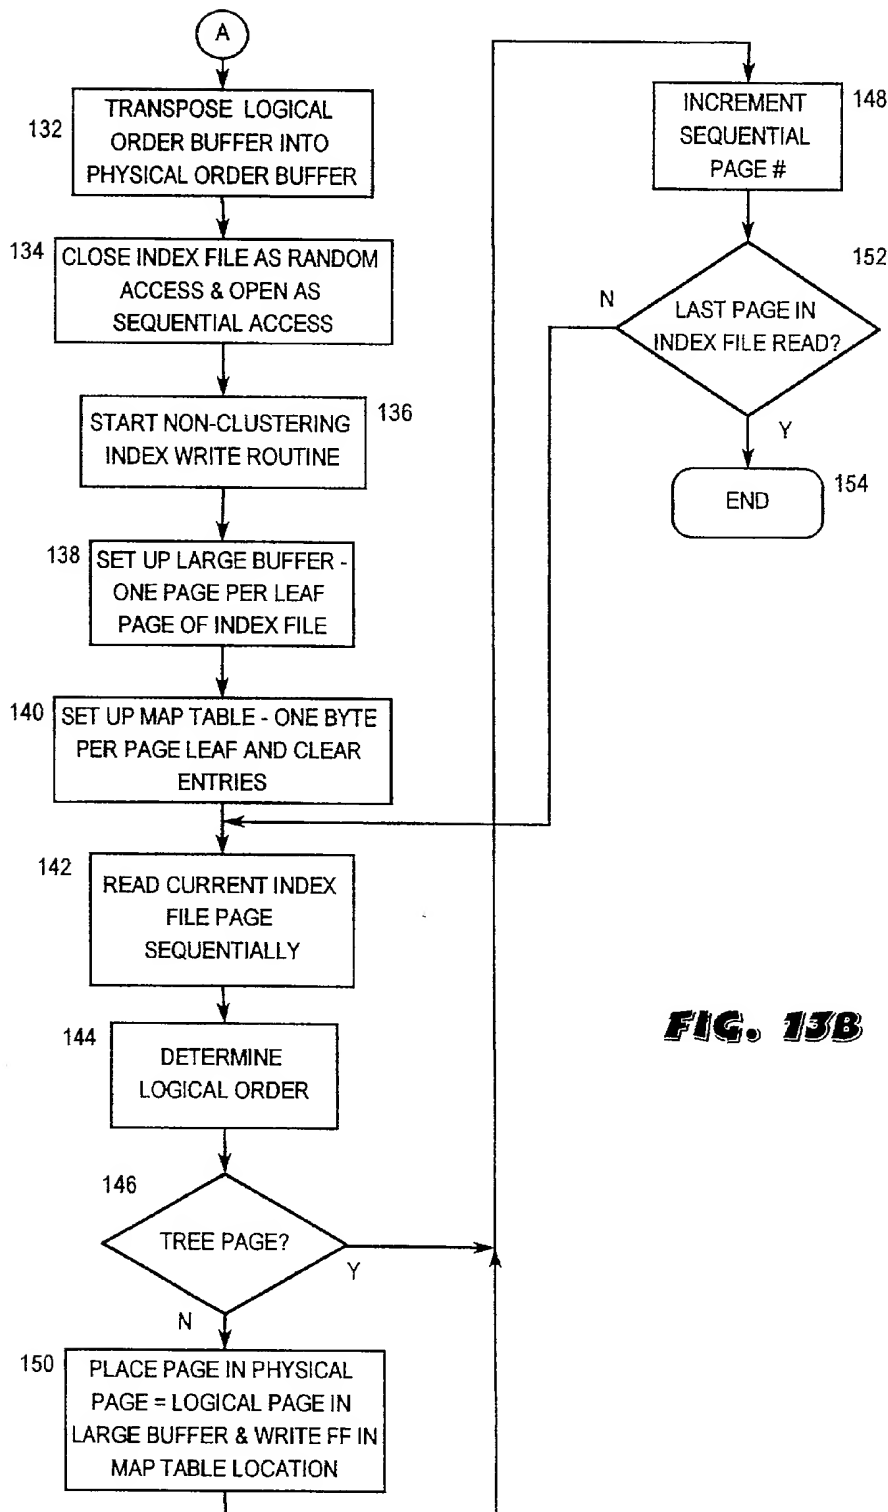 A
132
TRANSPOSE LOGICAL
ORDER BUFFER INTO
PHYSICAL ORDER BUFFER
134
CLOSE INDEX FILE AS RANDOM
ACCESS & OPEN AS
SEQUENTIAL ACCESS
136
START NON-CLUSTERING
INDEX WRITE ROUTINE
138
SET UP LARGE BUFFER -
ONE PAGE PER LEAF
PAGE OF INDEX FILE
140
SET UP MAP TABLE - ONE BYTE
PER PAGE LEAF AND CLEAR
ENTRIES
142
READ CURRENT INDEX
FILE PAGE
SEQUENTIALLY
144
DETERMINE
LOGICAL ORDER
146
TREE PAGE?
Y
N
150
PLACE PAGE IN PHYSICAL
PAGE = LOGICAL PAGE IN
LARGE BUFFER & WRITE FF IN
MAP TABLE LOCATION
148
INCREMENT
SEQUENTIAL
PAGE #
152
N
LAST PAGE IN
INDEX FILE READ?
Y
154
END
FIG. 13B